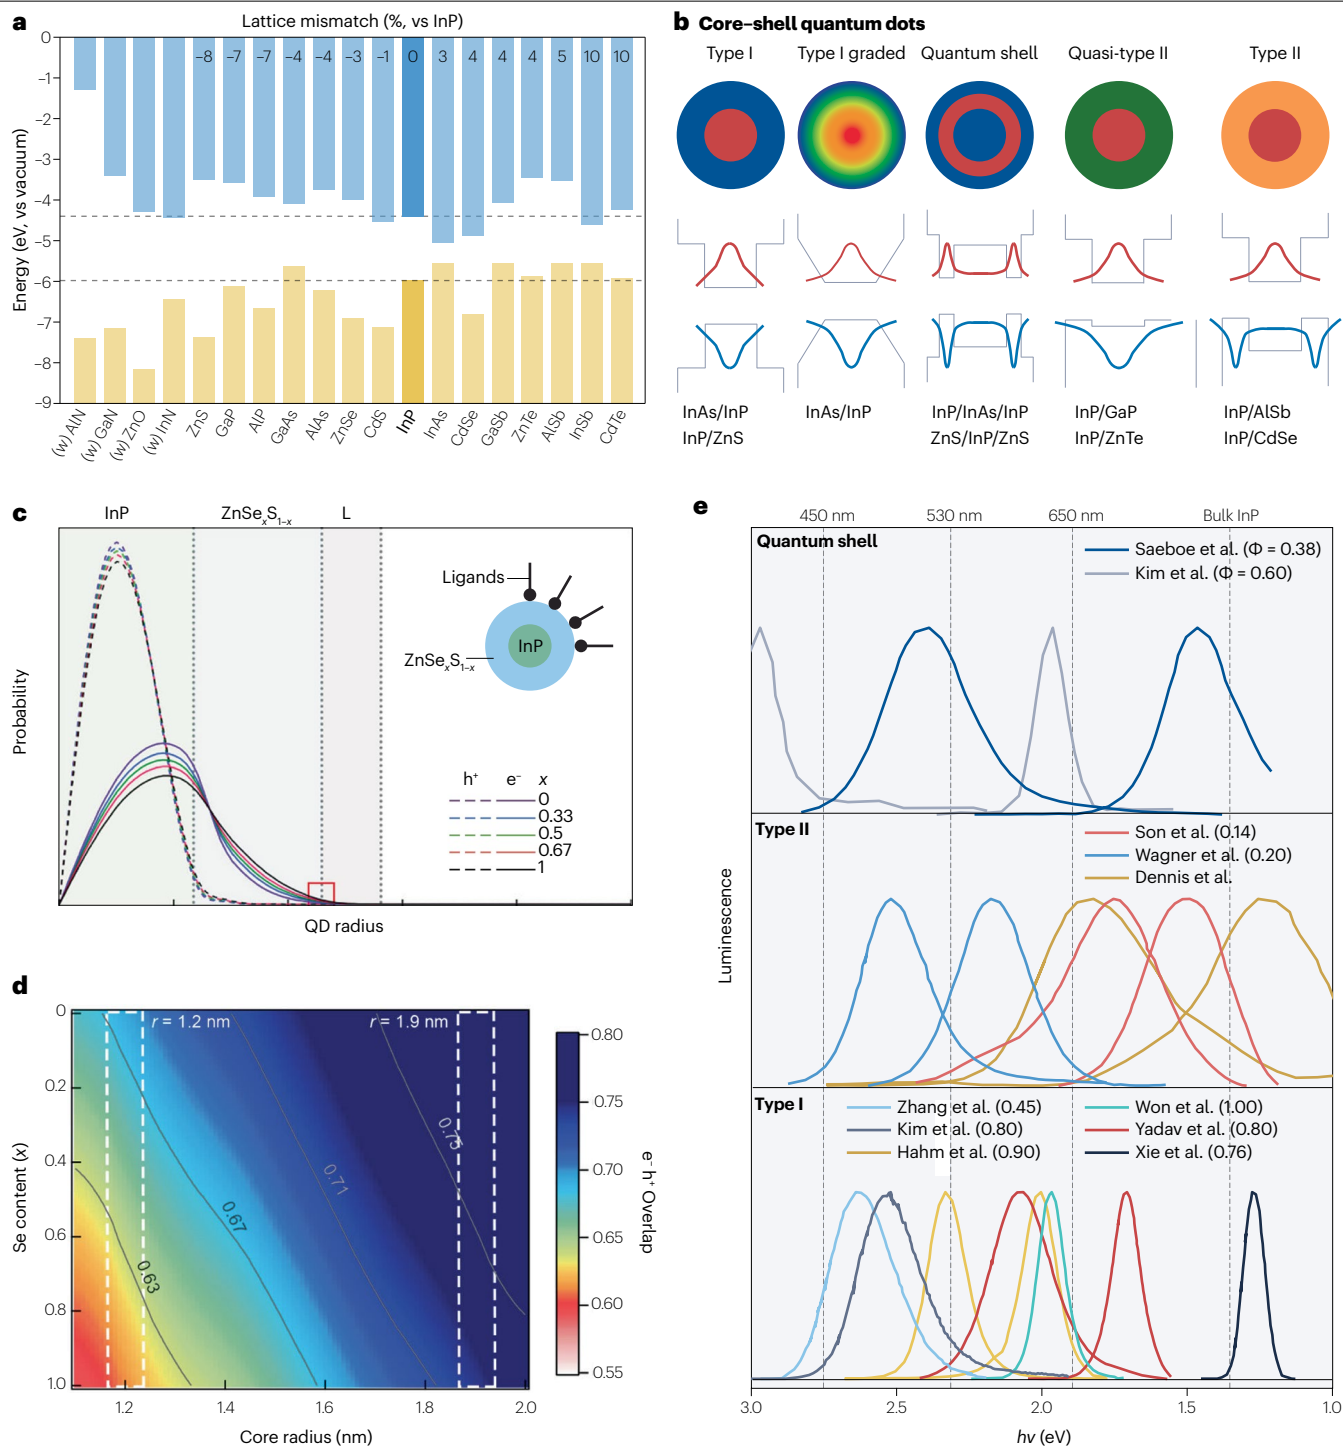 a
Lattice mismatch (%, vs InP)
0
−1
−2
−3
−4
−5
−6
−7
−8
−9
Energy (eV, vs vacuum)
−8 −7 −7 −4 −4 −3 −1 0 3 4 4 4 5 10 10
(w) AlN
(w) GaN
(w) ZnO
(w) InN
ZnS
GaP
AlP
GaAs
AlAs
ZnSe
CdS
InP
InAs
CdSe
GaSb
ZnTe
AlSb
InSb
CdTe
b Core–shell quantum dots
Type I
Type I graded
Quantum shell
Quasi-type II
Type II
InAs/InP
InP/ZnS
InAs/InP
InP/InAs/InP
ZnS/InP/ZnS
InP/GaP
InP/ZnTe
InP/AlSb
InP/CdSe
c
InP
ZnSexS1–x
L
Probability
QD radius
Ligands
InP
ZnSexS1–x
h+ e– x
0
0.33
0.5
0.67
1
d
0
0.2
0.4
0.6
0.8
1.0
Se content (x)
r = 1.2 nm
r = 1.9 nm
0.63
0.67
0.71
0.75
1.2 1.4 1.6 1.8 2.0
Core radius (nm)
0.80
0.75
0.70
0.65
0.60
0.55
e– h+ Overlap
e
450 nm
530 nm
650 nm
Bulk InP
Quantum shell
Saeboe et al. (Φ = 0.38)
Kim et al. (Φ = 0.60)
Type II
Son et al. (0.14)
Wagner et al. (0.20)
Dennis et al.
Type I
Zhang et al. (0.45)
Kim et al. (0.80)
Hahm et al. (0.90)
Won et al. (1.00)
Yadav et al. (0.80)
Xie et al. (0.76)
Luminescence
3.0 2.5 2.0 1.5 1.0
hν (eV)